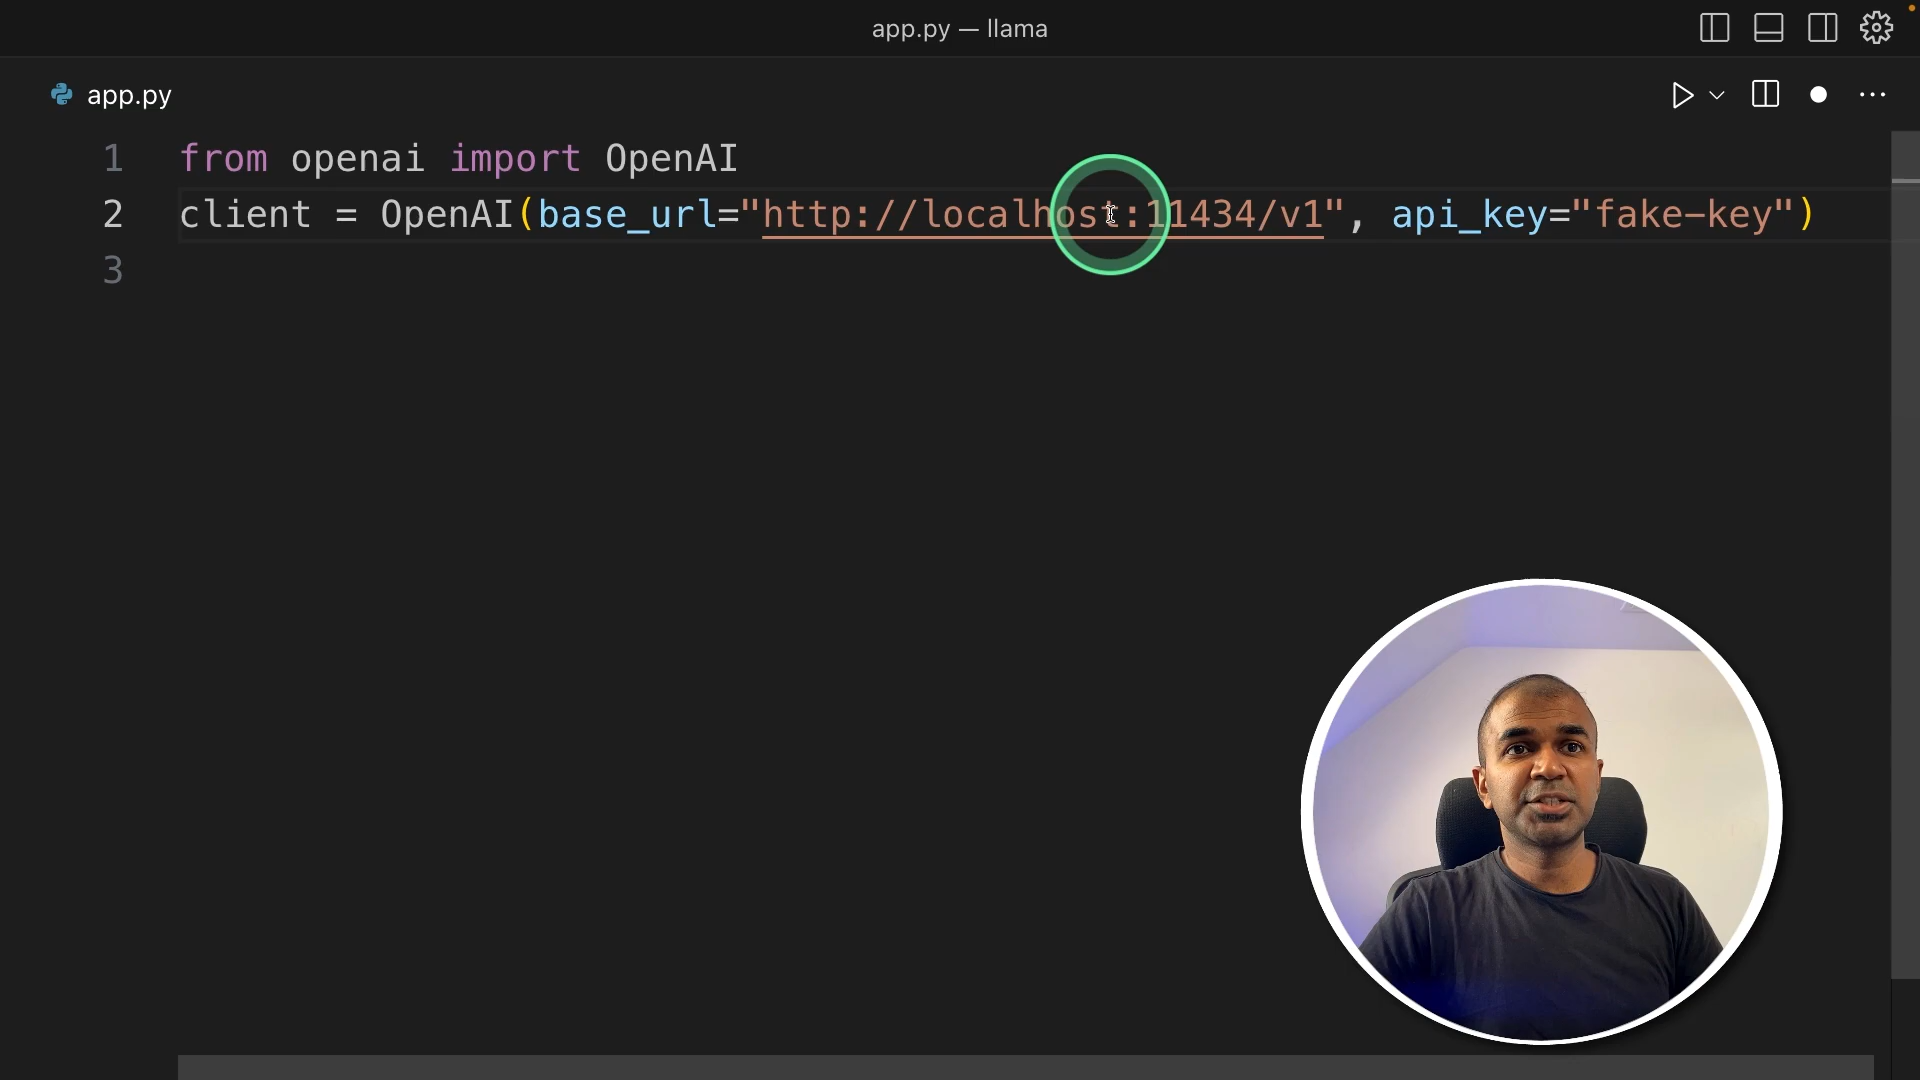 app.py — llama
app.py
1 from openai import OpenAI
2 client = OpenAI(base_url="http://localhost:11434/v1", api_key="fake-key")
3